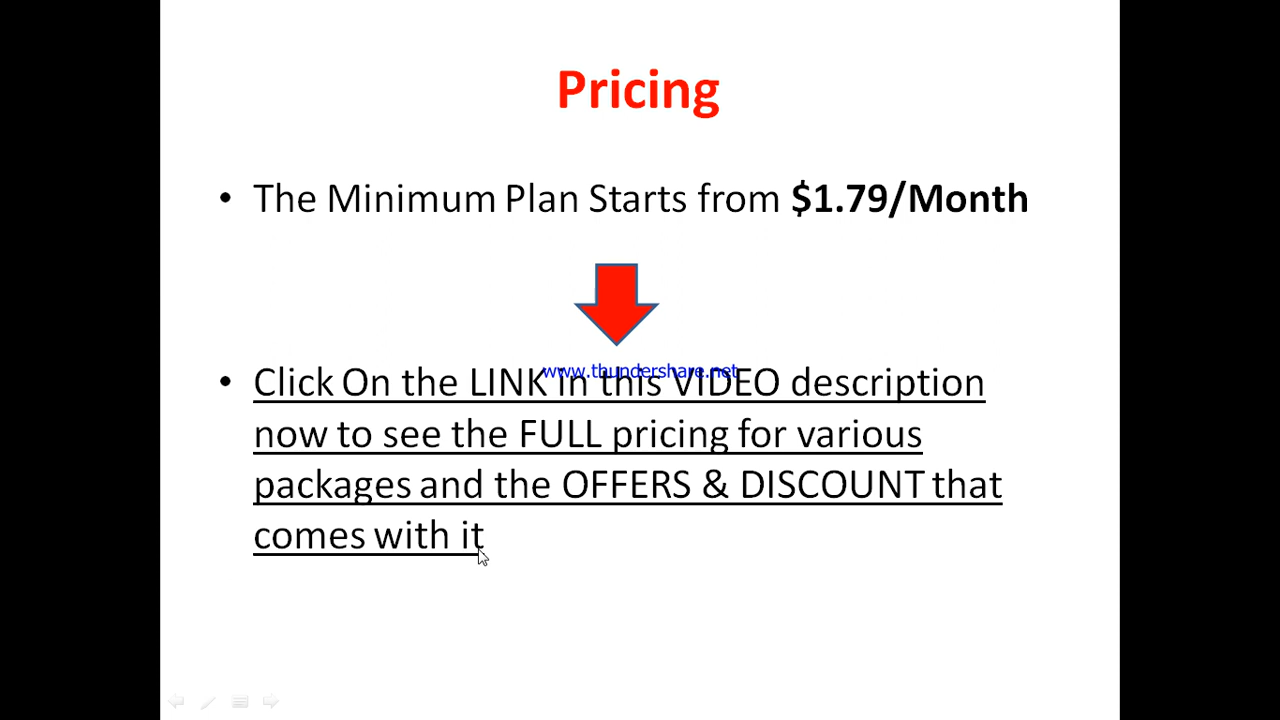 Pricing
• The Minimum Plan Starts from $1.79/Month
www.thundershare.net
• Click On the LINK in this VIDEO description
now to see the FULL pricing for various
packages and the OFFERS & DISCOUNT that
comes with it